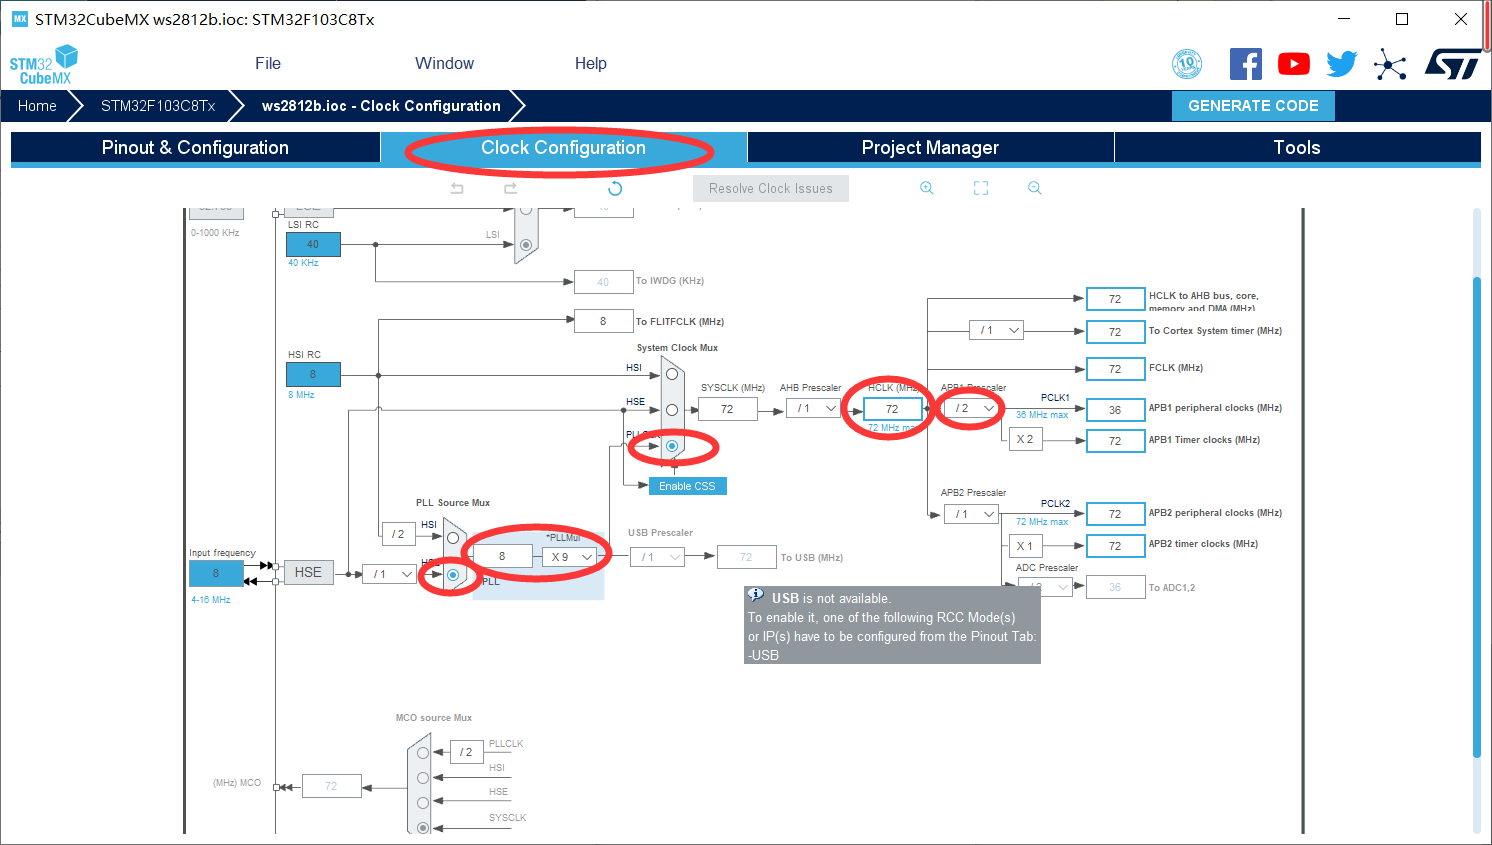 MX STM32CubeMX ws2812b.ioc: STM32F103C8Tx
STM32
CubeMX
File Window Help
10
Home STM32F103C8Tx ws2812b.ioc - Clock Configuration GENERATE CODE
Pinout & Configuration Clock Configuration Project Manager Tools
Resolve Clock Issues
0-1000 KHz
LSI RC
LSI
40
40 KHz
40 To IWDG (KHz)
8 To FLITFCLK (MHz)
HSI RC
8
8 MHz
System Clock Mux
HSI
HSE
PLLCLK
Enable CSS
SYSCLK (MHz)
72
AHB Prescaler
/ 1
HCLK (MHz)
72
72 MHz max
72 HCLK to AHB bus, core,
memory and DMA (MHz)
/ 1 72 To Cortex System timer (MHz)
72 FCLK (MHz)
APB1 Prescaler
/ 2
PCLK1
36 MHz max
36 APB1 peripheral clocks (MHz)
X 2 72 APB1 Timer clocks (MHz)
APB2 Prescaler
/ 1
PCLK2
72 MHz max
72 APB2 peripheral clocks (MHz)
X 1 72 APB2 timer clocks (MHz)
ADC Prescaler
36 To ADC1,2
PLL Source Mux
/ 2 HSI
Input frequency
8
4-16 MHz
HSE
/ 1
8
*PLLMul
X 9
PLL
USB Prescaler
/ 1
72 To USB (MHz)
USB is not available.
To enable it, one of the following RCC Mode(s)
or IP(s) have to be configured from the Pinout Tab:
-USB
MCO source Mux
/ 2 PLLCLK
HSI
HSE
SYSCLK
(MHz) MCO 72